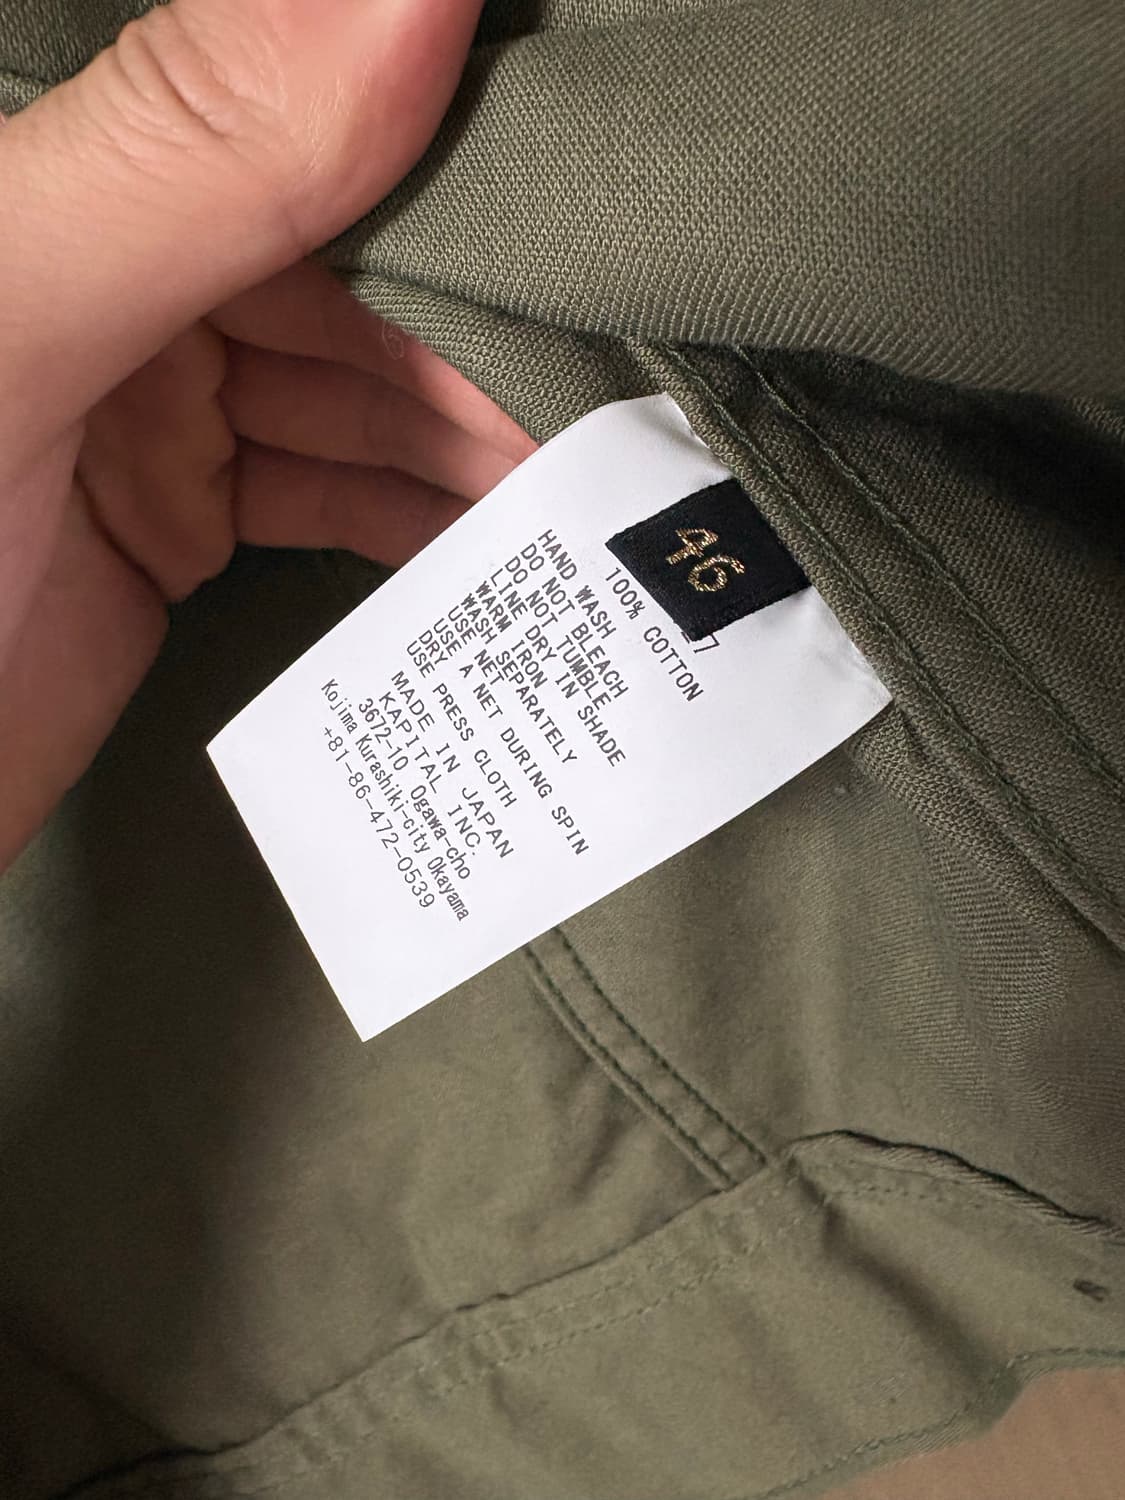 46
7
100% COTTON
HAND WASH
DO NOT BLEACH
DO NOT TUMBLE
LINE DRY IN SHADE
WARM IRON
WASH SEPARATELY
USE NET
USE A NET DURING SPIN
DRY
USE PRESS CLOTH
MADE IN JAPAN
KAPITAL INC.
3672-10 Ogawa-cho
Kojima Kurashiki-city Okayama
+81-86-472-0539